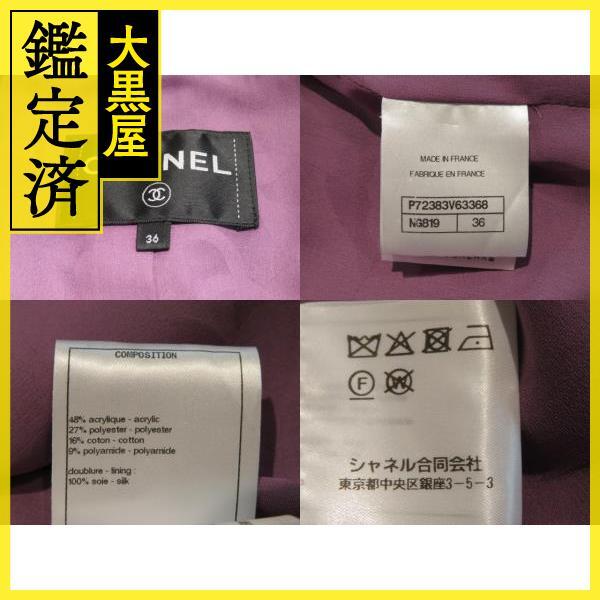 鑑定済
大黒屋
NEL
36
MADE IN FRANCE
FABRIQUE EN FRANCE
P72383V63368
NG819 36
COMPOSITION
48% acrylique - acrylic
27% polyester - polyester
16% coton - cotton
9% polyamide - polyamide
doublure - lining :
100% soie - silk
F
W
シャネル合同会社
東京都中央区銀座3-5-3